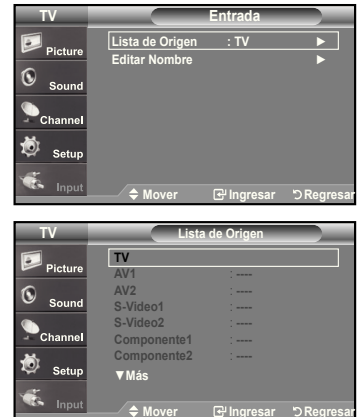 TV Entrada
Picture
Sound
Channel
Setup
Input
Lista de Origen : TV ►
Editar Nombre ►
Mover Ingresar Regresar
TV Lista de Origen
Picture
Sound
Channel
Setup
Input
TV
AV1 : ----
AV2 : ----
S-Video1 : ----
S-Video2 : ----
Componente1 : ----
Componente2 : ----
▼Más
Mover Ingresar Regresar